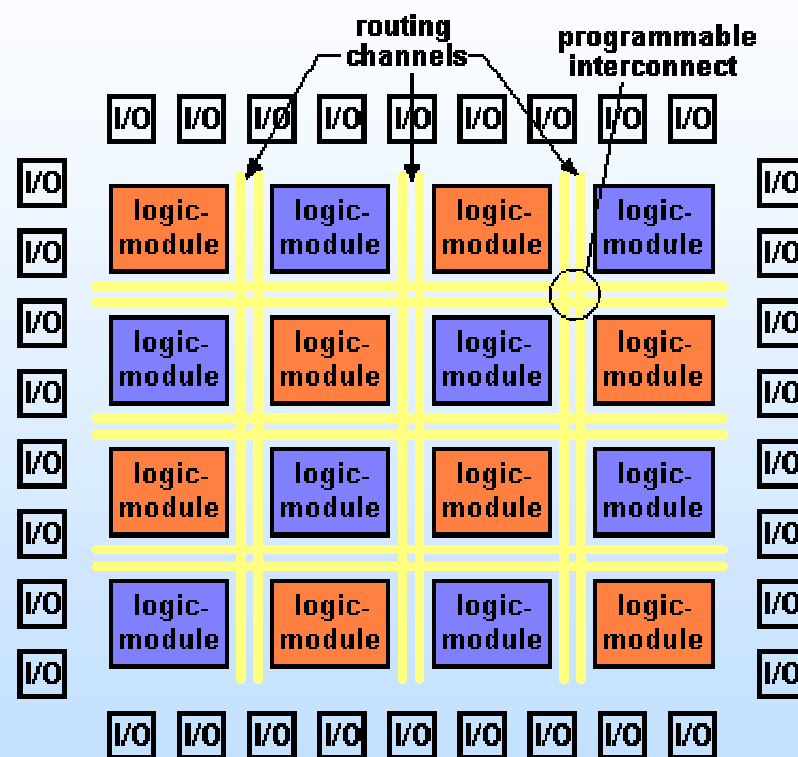 routing
channels
programmable
interconnect
I/O I/O I/O I/O I/O I/O I/O I/O I/O
I/O I/O
logic-module logic-module logic-module logic-module
I/O I/O
I/O I/O
logic-module logic-module logic-module logic-module
I/O I/O
I/O I/O
logic-module logic-module logic-module logic-module
I/O I/O
I/O I/O
logic-module logic-module logic-module logic-module
I/O I/O
I/O I/O I/O I/O I/O I/O I/O I/O I/O